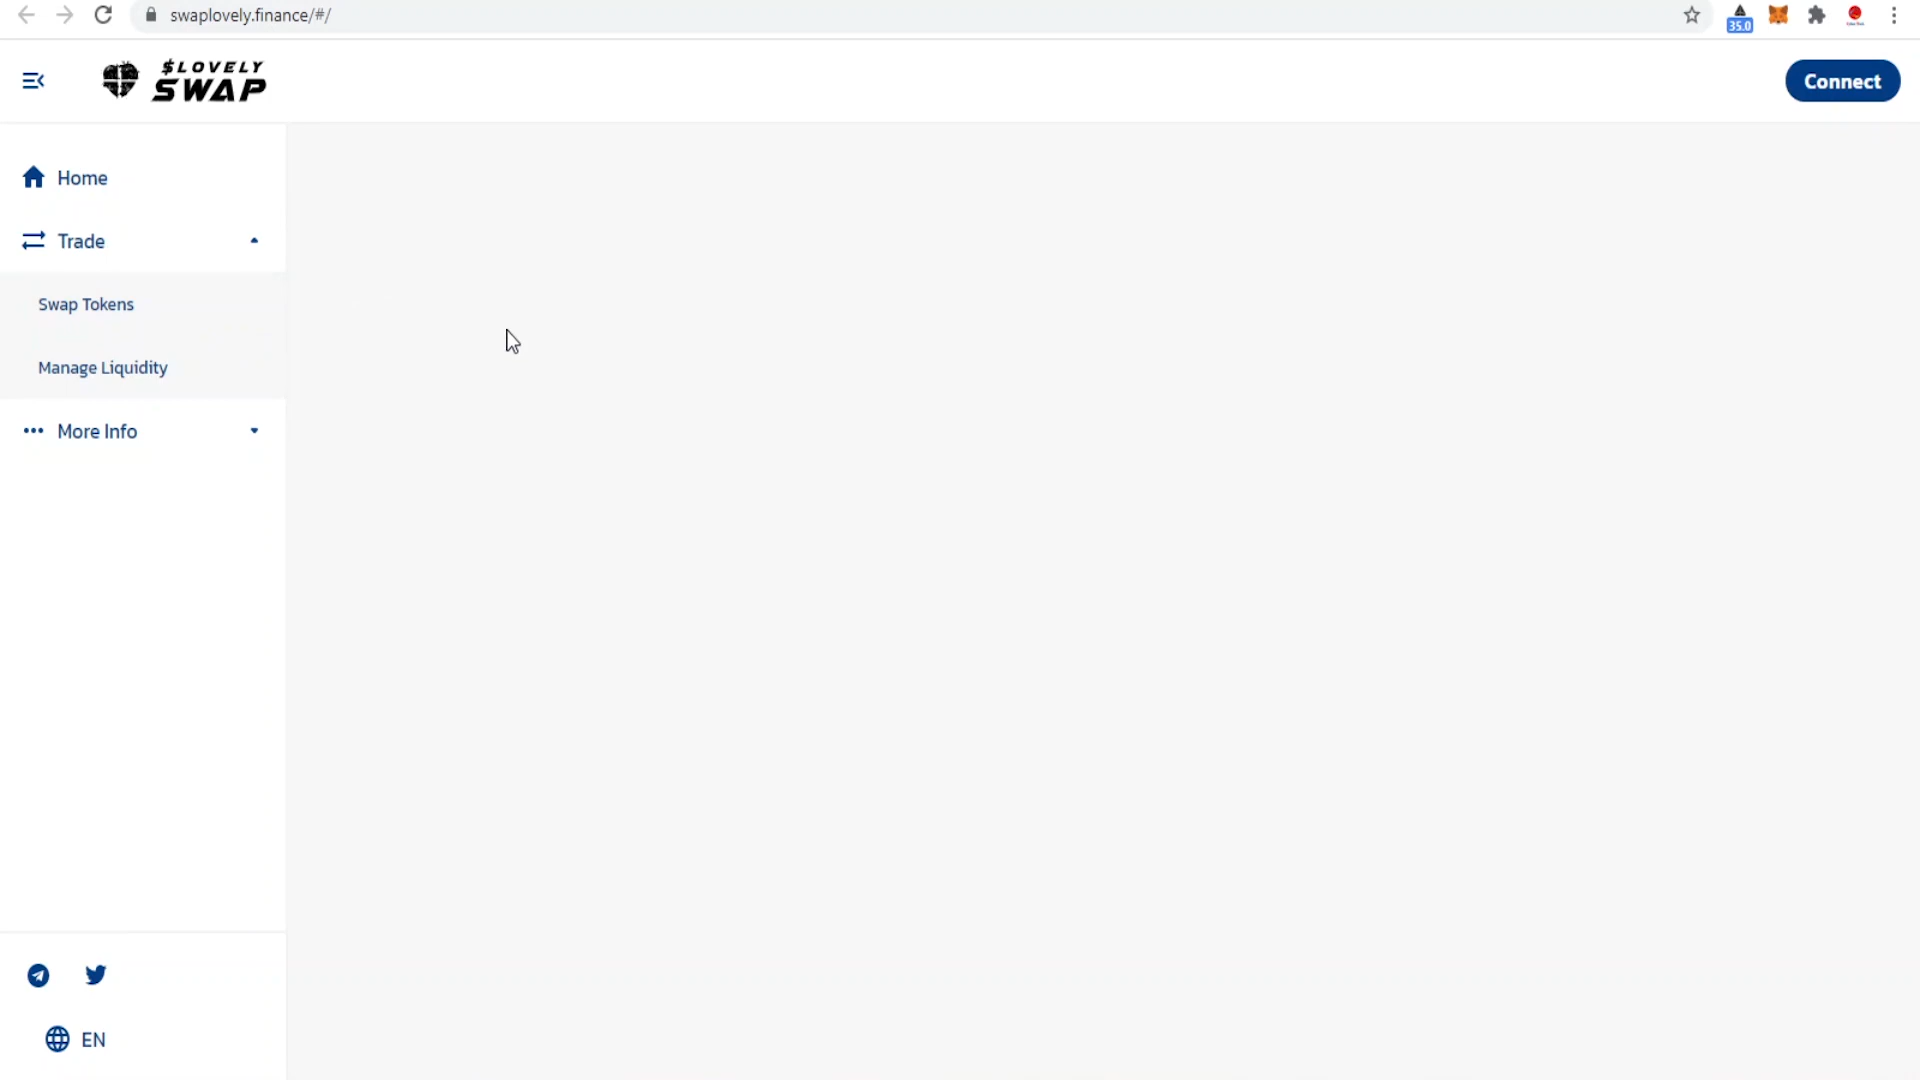 swaplovely.finance/#/
35.0
$LOVELY
SWAP
Connect
Home
Trade
Swap Tokens
Manage Liquidity
More Info
EN